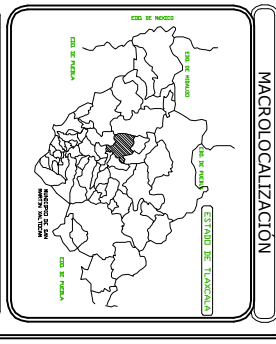 MACROLOCALIZACIÓN
ESTADO DE TLAXCALA
EDO. DE HIDALGO
EDO. DE PUEBLA
EDO. DE MEXICO
EDO. DE PUEBLA
MUNICIPIO DE SAN
MARTIN XALTOCAN
EDO. DE PUEBLA